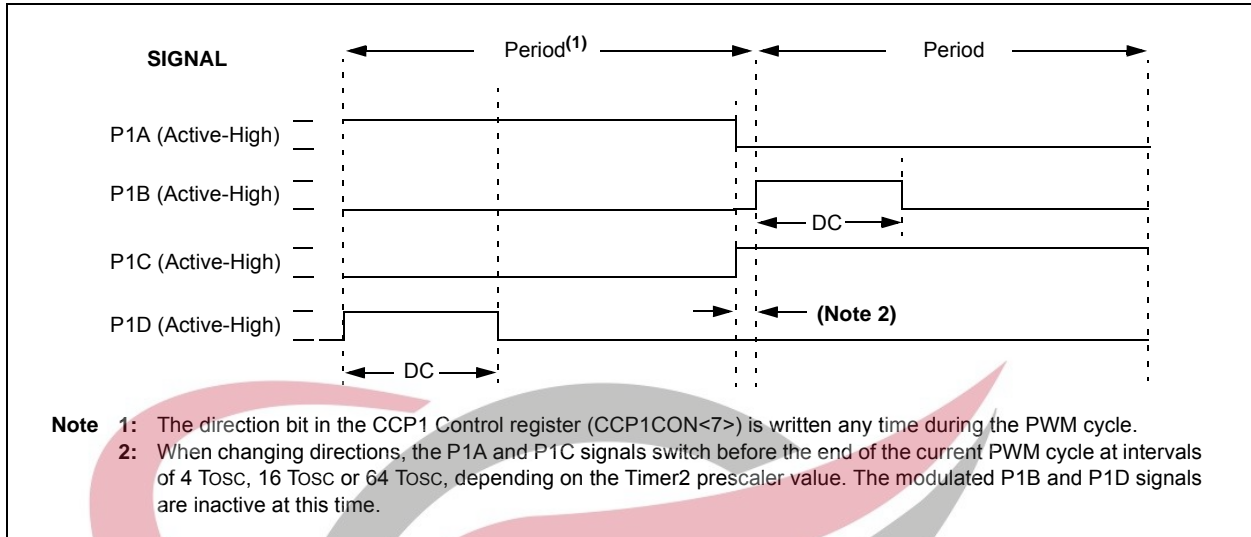 SIGNAL
Period(1)
Period
P1A (Active-High)
P1B (Active-High)
DC
P1C (Active-High)
P1D (Active-High)
(Note 2)
DC
Note 1: The direction bit in the CCP1 Control register (CCP1CON<7>) is written any time during the PWM cycle.
2: When changing directions, the P1A and P1C signals switch before the end of the current PWM cycle at intervals
of 4 TOSC, 16 TOSC or 64 TOSC, depending on the Timer2 prescaler value. The modulated P1B and P1D signals
are inactive at this time.